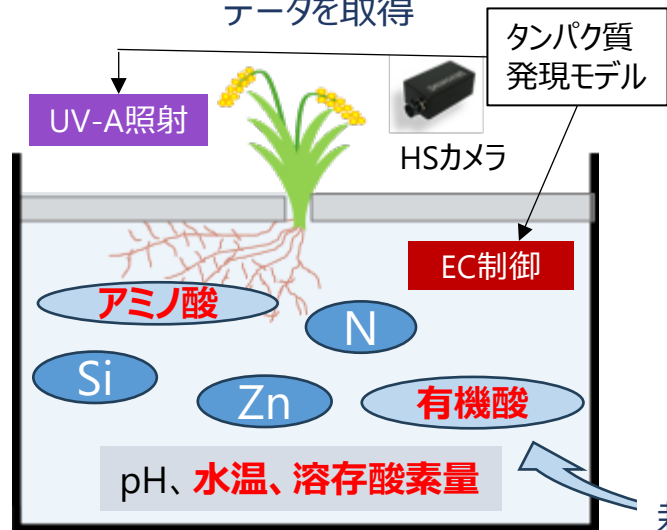 データを取得
タンパク質
発現モデル
UV-A照射
HSカメラ
EC制御
アミノ酸
N
Si
Zn
有機酸
pH、水温、溶存酸素量